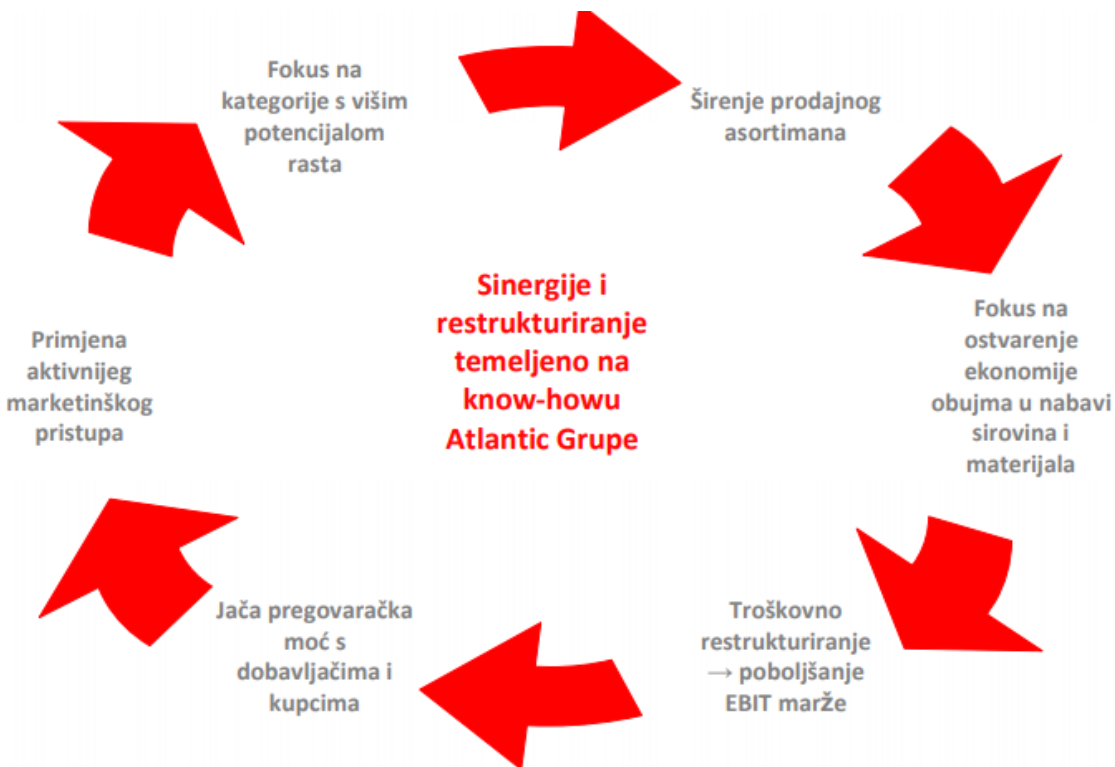 Fokus na
kategorije s višim
potencijalom
rasta
Širenje prodajnog
asortimana
Fokus na
ostvarenje
ekonomije
obujma u nabavi
sirovina i
materijala
Troškovno
restrukturiranje
→ poboljšanje
EBIT marže
Jača pregovaračka
moć s
dobavljačima i
kupcima
Primjena
aktivnijeg
marketinškog
pristupa
Sinergije i
restrukturiranje
temeljeno na
know-howu
Atlantic Grupe